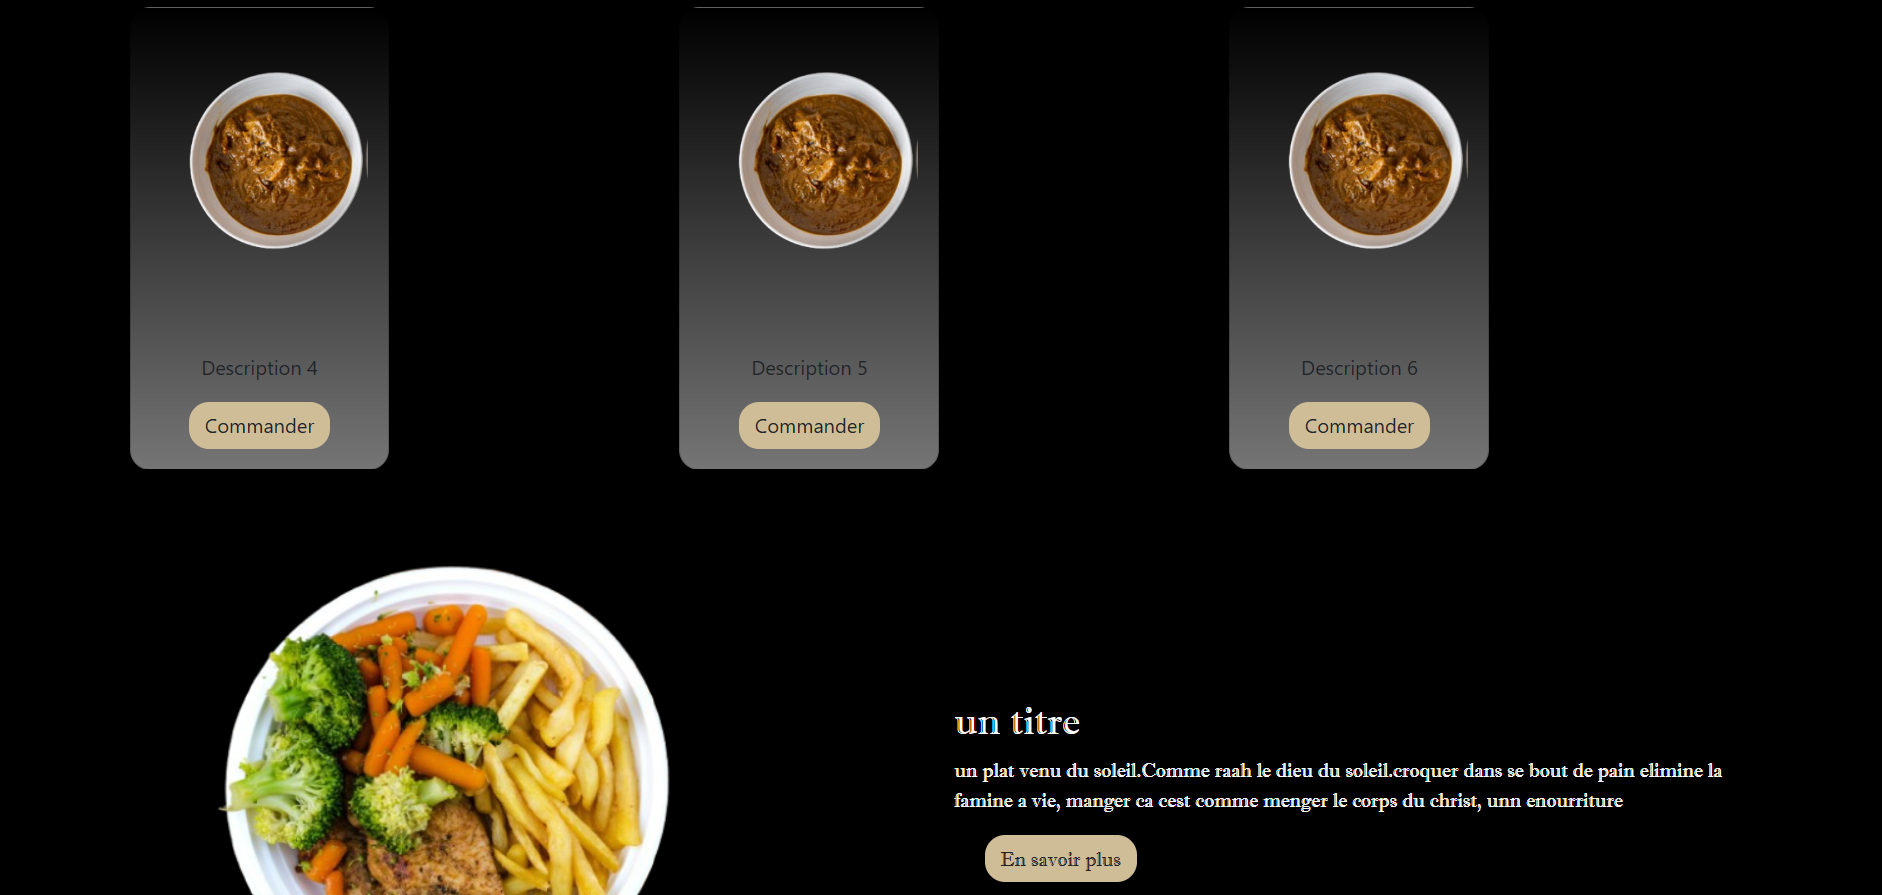 Description 4
Description 5
Description 6
Commander
Commander
Commander
un titre
un plat venu du soleil.Comme raah le dieu du soleil.croquer dans se bout de pain elimine la
famine a vie, manger ca cest comme menger le corps du christ, unn enourriture
En savoir plus